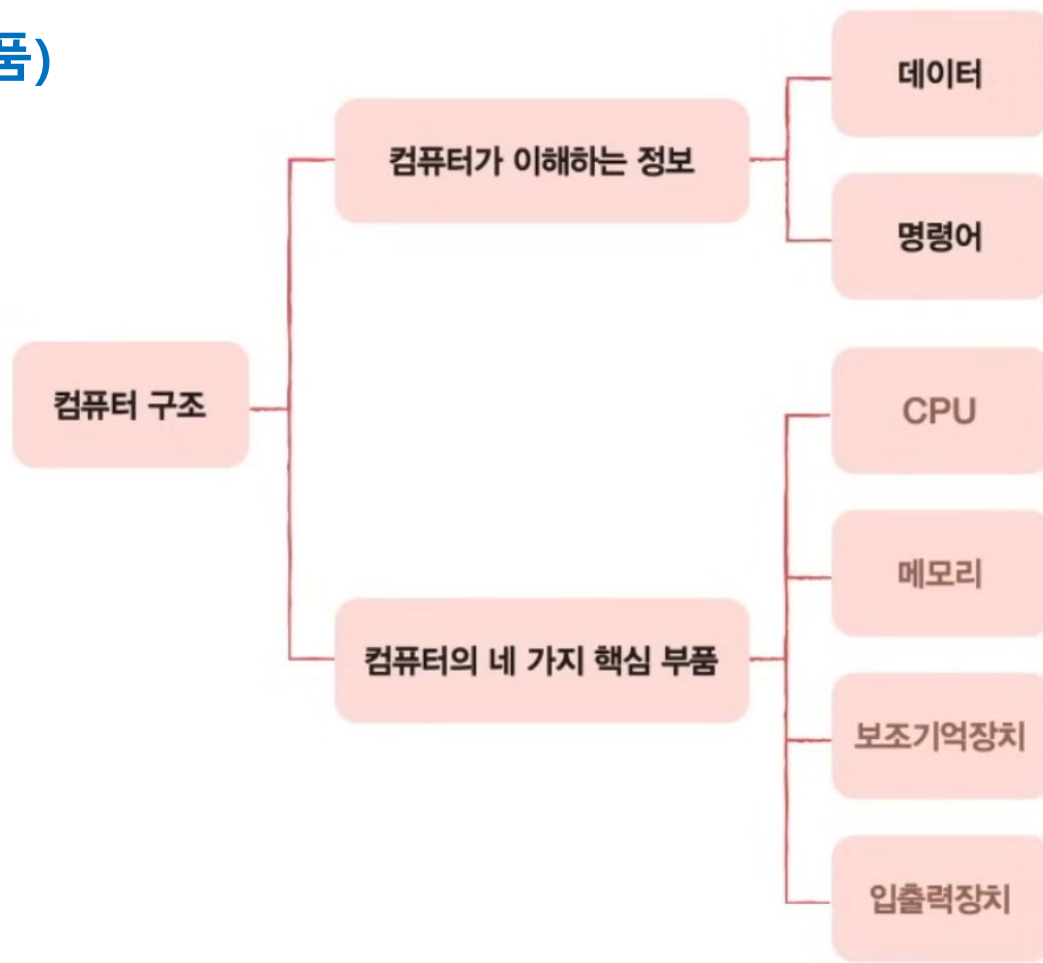 품)
데이터
컴퓨터가 이해하는 정보
명령어
컴퓨터 구조
CPU
메모리
컴퓨터의 네 가지 핵심 부품
보조기억장치
입출력장치